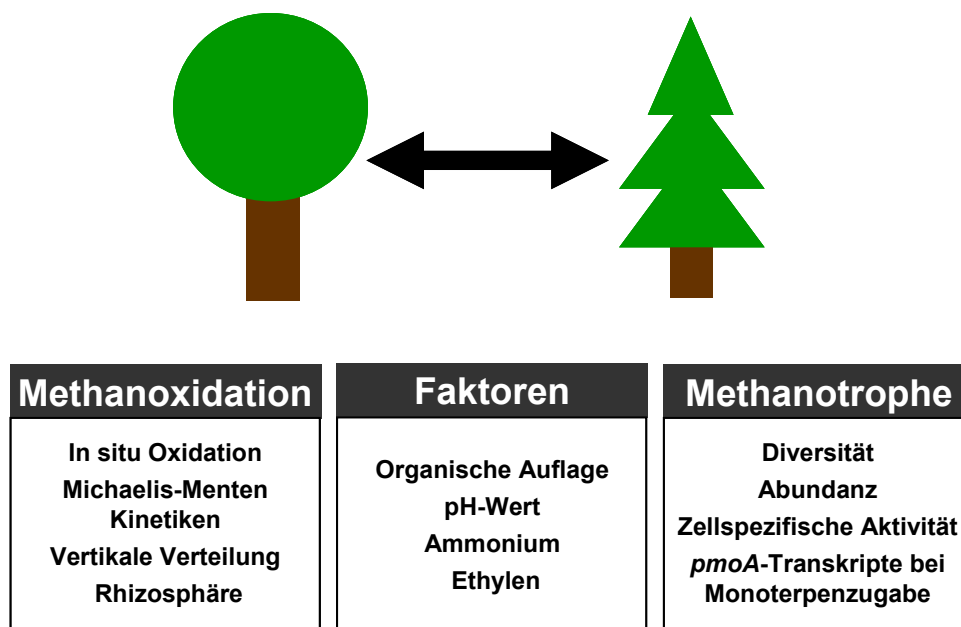 Methanoxidation
In situ Oxidation
Michaelis-Menten
Kinetiken
Vertikale Verteilung
Rhizosphäre
Faktoren
Organische Auflage
pH-Wert
Ammonium
Ethylen
Methanotrophe
Diversität
Abundanz
Zellspezifische Aktivität
pmoA-Transkripte bei
Monoterpenzugabe